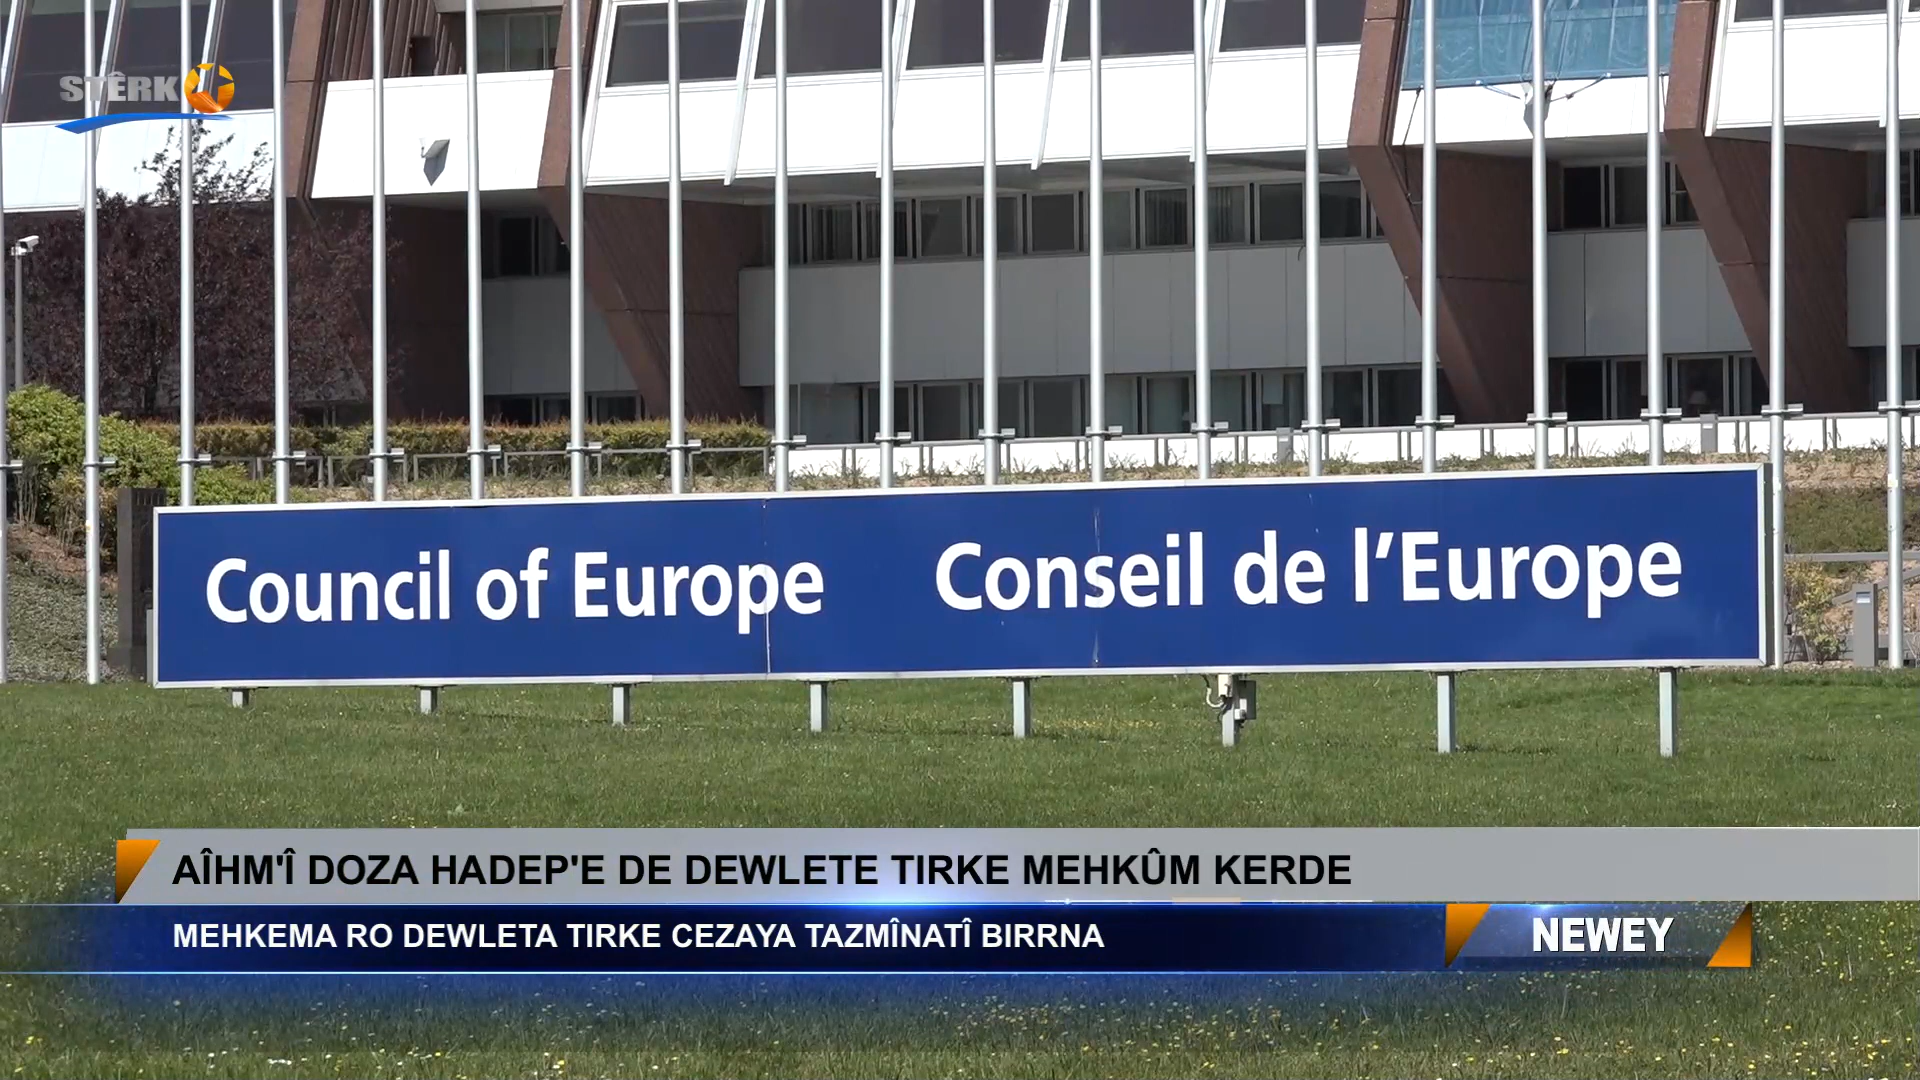 STÊRK
Council of Europe Conseil de l'Europe
AÎHM'Î DOZA HADEP'E DE DEWLETE TIRKE MEHKÛM KERDE
MEHKEMA RO DEWLETA TIRKE CEZAYA TAZMÎNATÎ BIRRNA
NEWEY